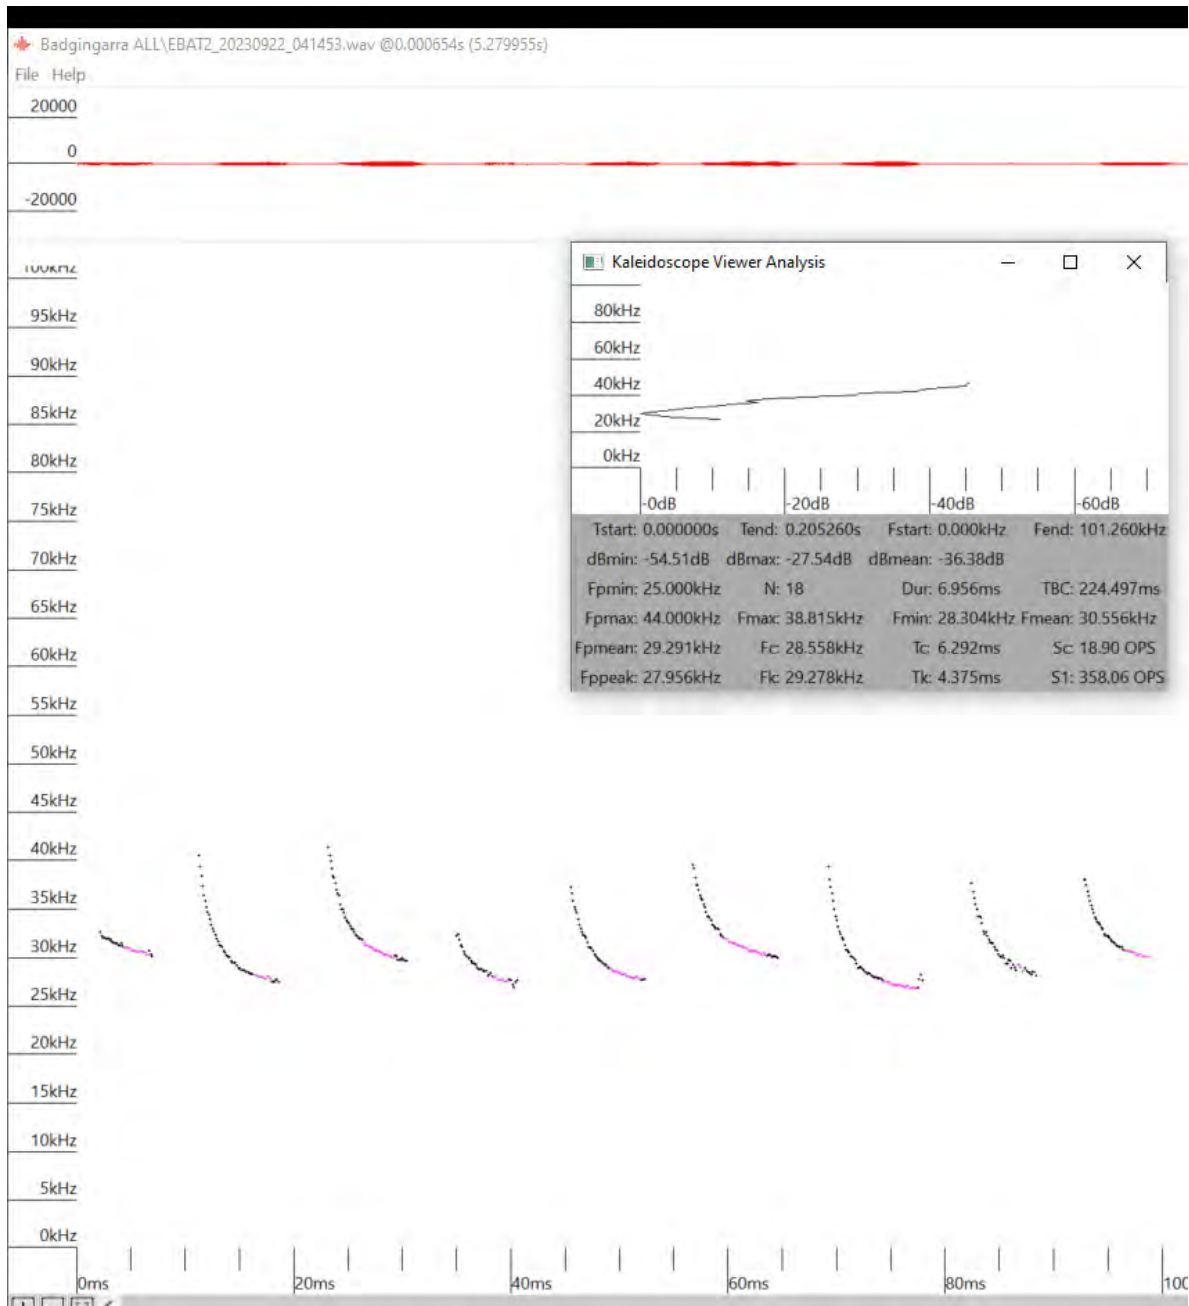 Badgingarra ALL\EBAT2_20230922_041453.wav @0.000654s (5.279955s)
File Help
20000
0
-20000
100kHz
95kHz
90kHz
85kHz
80kHz
75kHz
70kHz
65kHz
60kHz
55kHz
50kHz
45kHz
40kHz
35kHz
30kHz
25kHz
20kHz
15kHz
10kHz
5kHz
0kHz
0ms 20ms 40ms 60ms 80ms 100
Kaleidoscope Viewer Analysis
80kHz
60kHz
40kHz
20kHz
0kHz
-0dB -20dB -40dB -60dB
Tstart: 0.000000s Tend: 0.205260s Fstart: 0.000kHz Fend: 101.260kHz
dBmin: -54.51dB dBmax: -27.54dB dBmean: -36.38dB
Fpmin: 25.000kHz N: 18 Dur: 6.956ms TBC: 224.497ms
Fpmax: 44.000kHz Fmax: 38.815kHz Fmin: 28.304kHz Fmean: 30.556kHz
Fpmean: 29.291kHz Fc: 28.558kHz Tc: 6.292ms Sc: 18.90 OPS
Fppeak: 27.956kHz Fk: 29.278kHz Tk: 4.375ms S1: 358.06 OPS